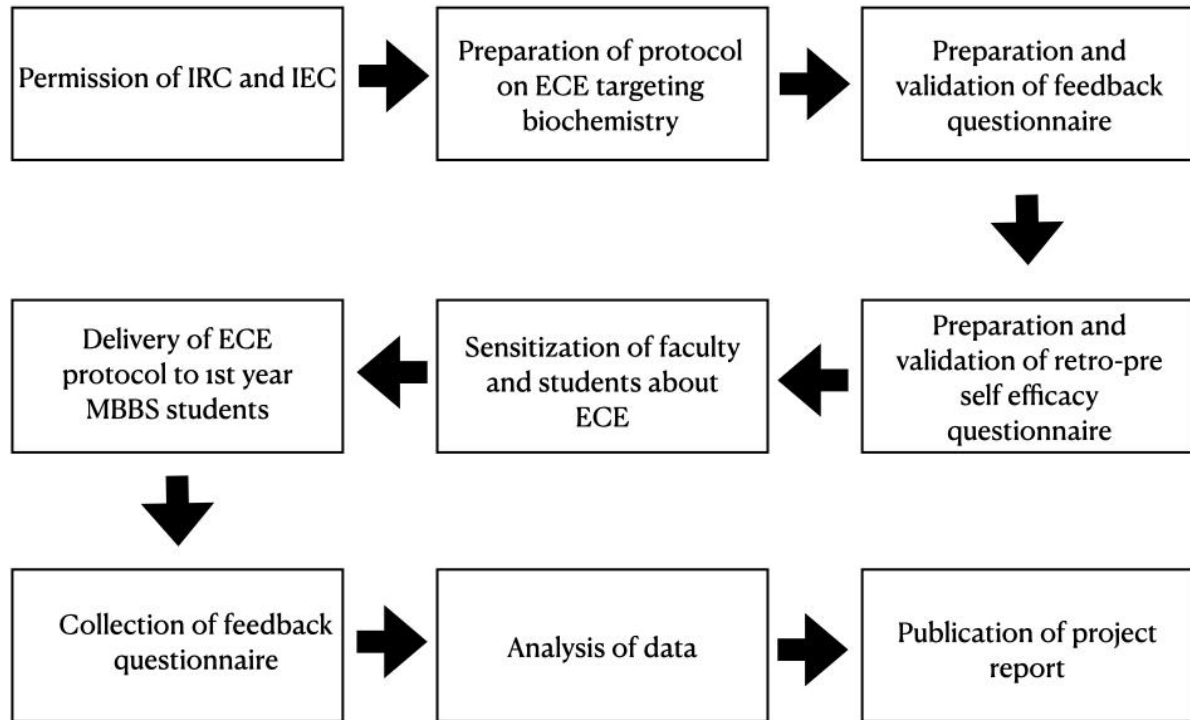 Permission of IRC and IEC
Preparation of protocol
on ECE targeting
biochemistry
Preparation and
validation of feedback
questionnaire
Preparation and
validation of retro-pre
self efficacy
questionnaire
Sensitization of faculty
and students about
ECE
Delivery of ECE
protocol to 1st year
MBBS students
Collection of feedback
questionnaire
Analysis of data
Publication of project
report